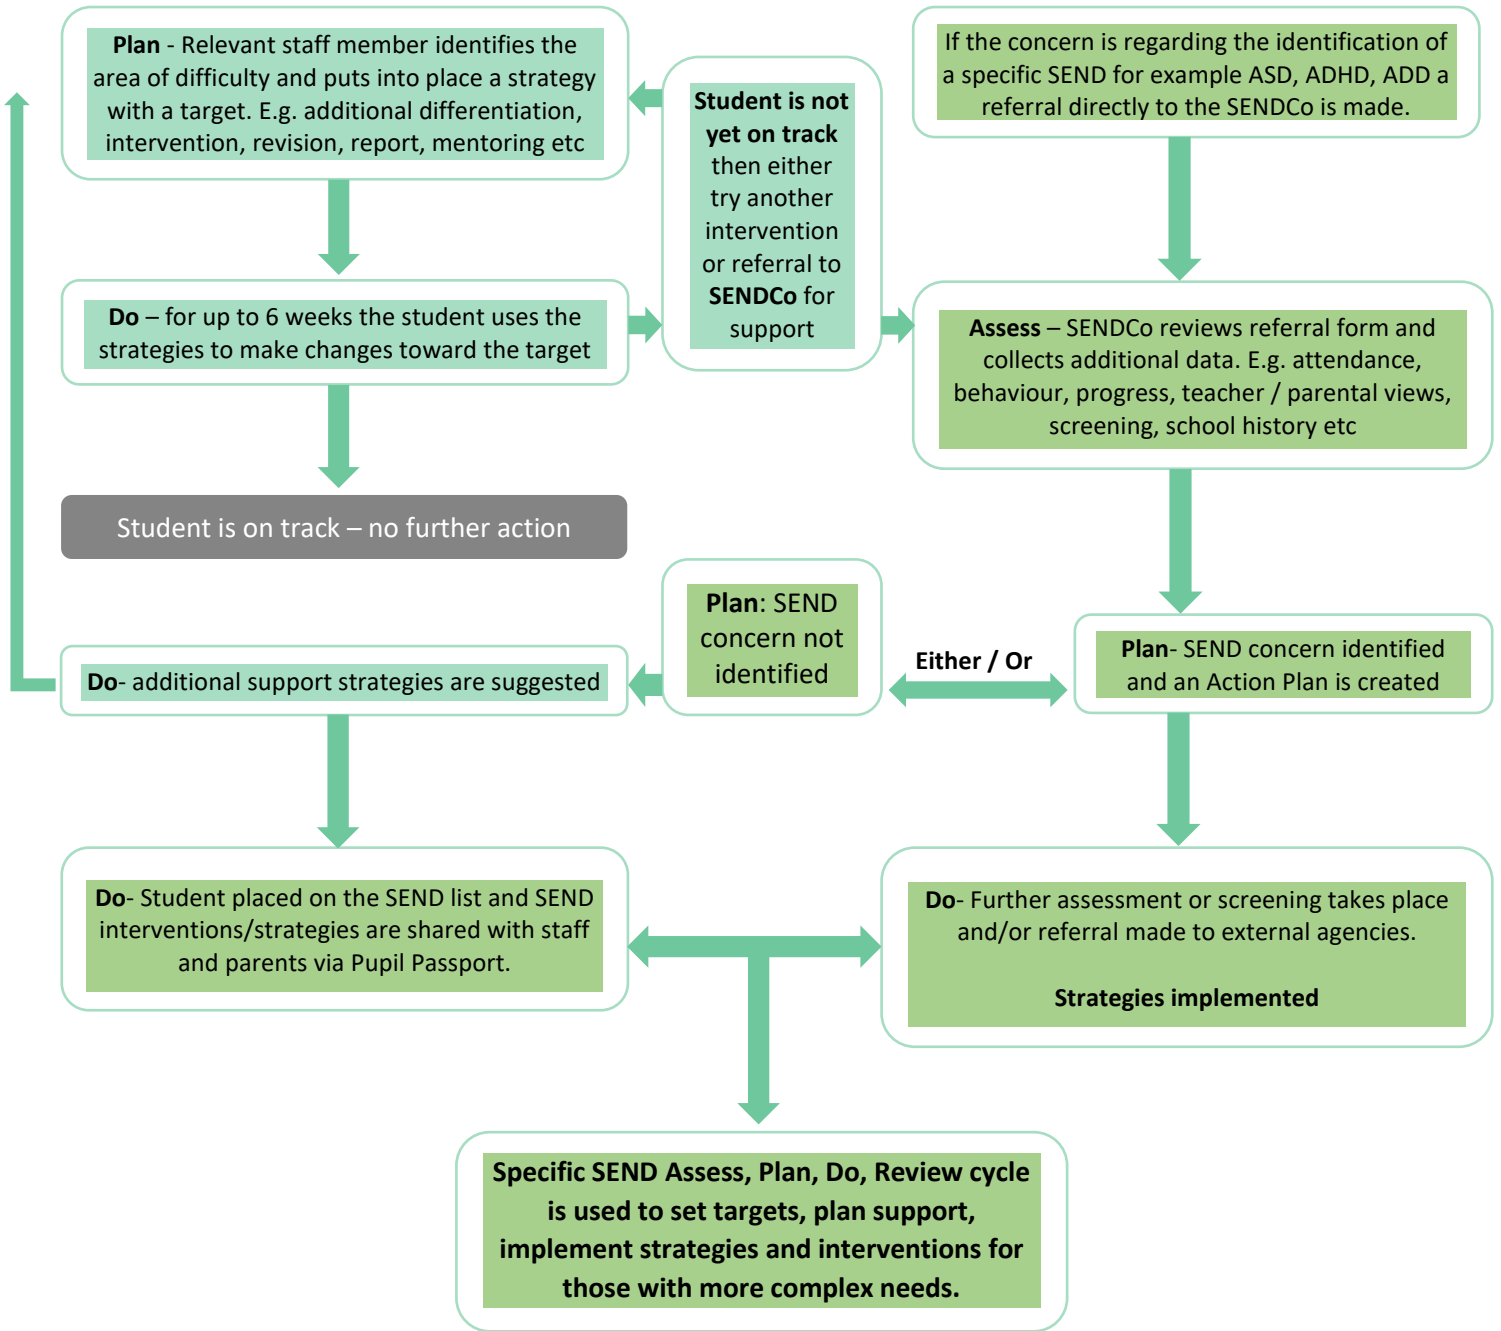 Plan - Relevant staff member identifies the
area of difficulty and puts into place a strategy
with a target. E.g. additional differentiation,
intervention, revision, report, mentoring etc
Student is not
yet on track
then either
try another
intervention
or referral to
SENDCo for
support
If the concern is regarding the identification of
a specific SEND for example ASD, ADHD, ADD a
referral directly to the SENDCo is made.
Do – for up to 6 weeks the student uses the
strategies to make changes toward the target
Assess – SENDCo reviews referral form and
collects additional data. E.g. attendance,
behaviour, progress, teacher / parental views,
screening, school history etc
Student is on track – no further action
Plan: SEND
concern not
identified
Either / Or
Plan- SEND concern identified
and an Action Plan is created
Do- additional support strategies are suggested
Do- Student placed on the SEND list and SEND
interventions/strategies are shared with staff
and parents via Pupil Passport.
Do- Further assessment or screening takes place
and/or referral made to external agencies.
Strategies implemented
Specific SEND Assess, Plan, Do, Review cycle
is used to set targets, plan support,
implement strategies and interventions for
those with more complex needs.